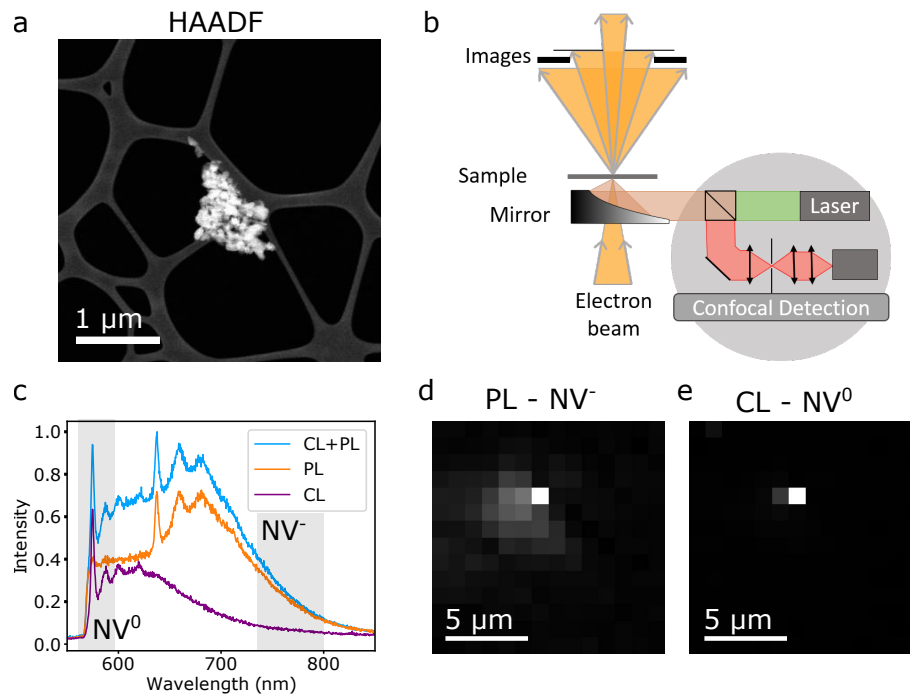 a
HAADF
1 μm
b
Images
Sample
Mirror
Laser
Electron
beam
Confocal Detection
c
1.0
0.8
0.6
0.4
0.2
0.0
Intensity
CL+PL
PL
CL
NV⁰
NV⁻
600
700
800
Wavelength (nm)
d
PL - NV⁻
5 μm
e
CL - NV⁰
5 μm